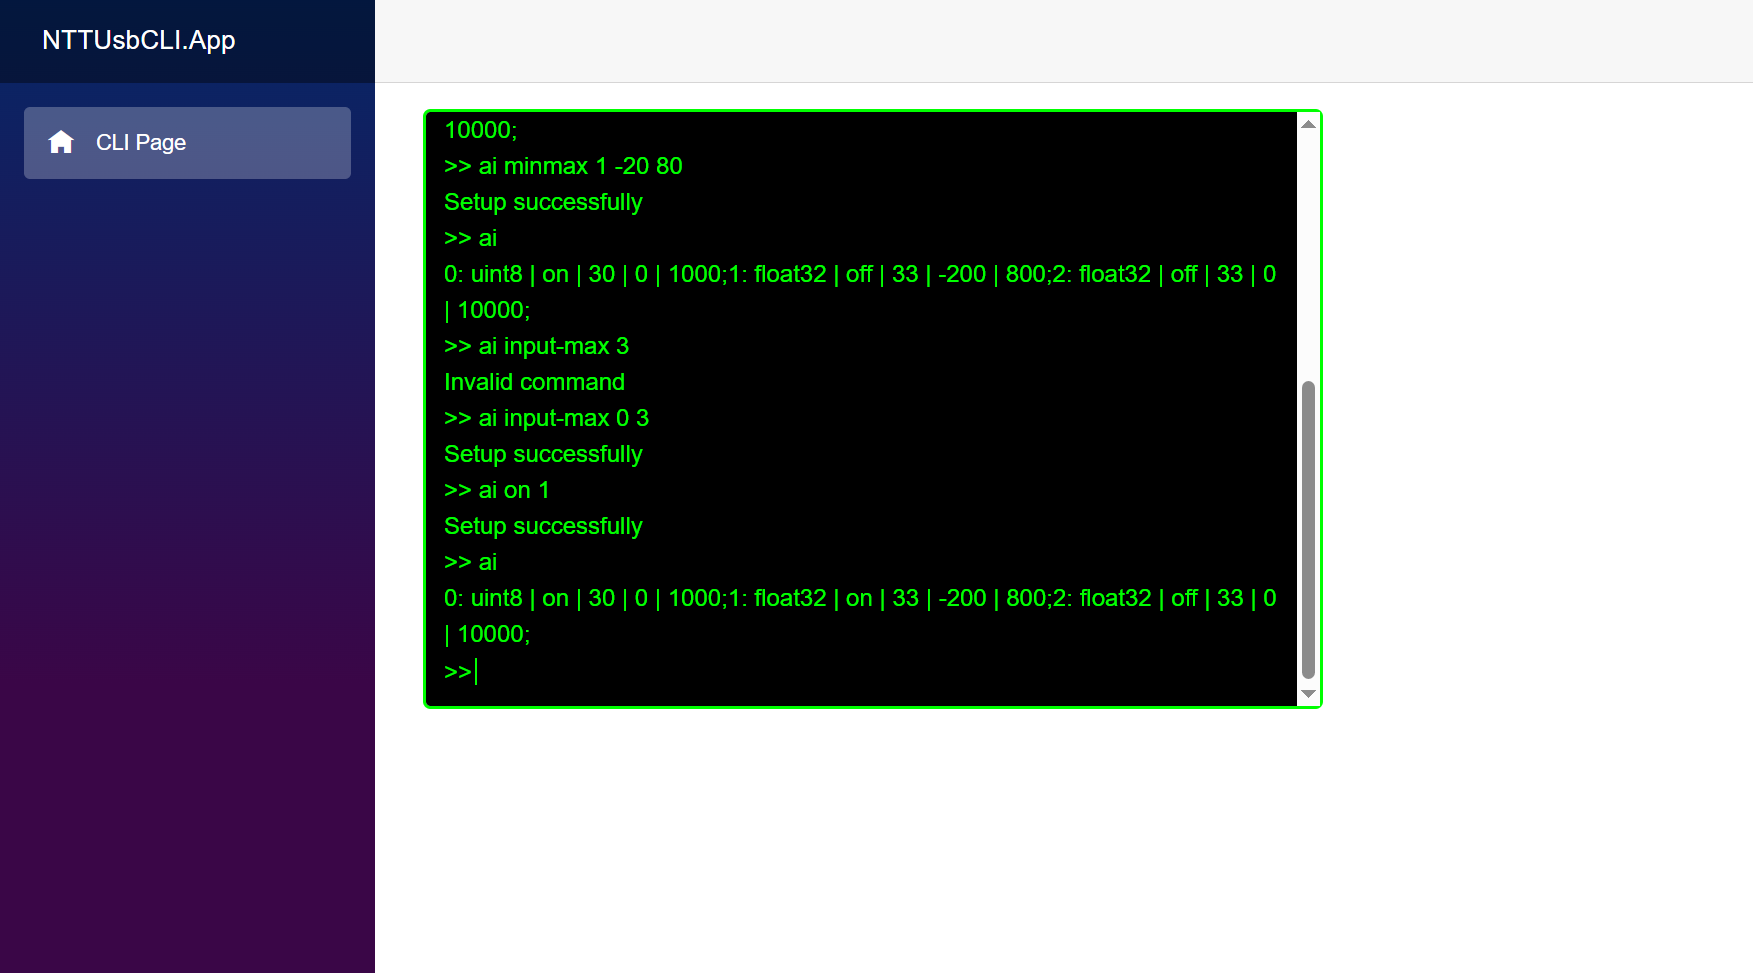 NTTUsbCLI.App
CLI Page
10000;
>> ai minmax 1 -20 80
Setup successfully
>> ai
0: uint8 | on | 30 | 0 | 1000;1: float32 | off | 33 | -200 | 800;2: float32 | off | 33 | 0
| 10000;
>> ai input-max 3
Invalid command
>> ai input-max 0 3
Setup successfully
>> ai on 1
Setup successfully
>> ai
0: uint8 | on | 30 | 0 | 1000;1: float32 | on | 33 | -200 | 800;2: float32 | off | 33 | 0
| 10000;
>>